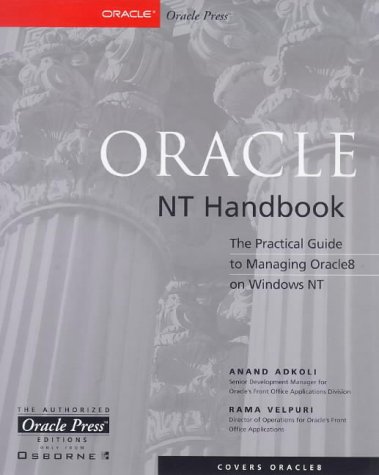 ORACLE®
Oracle Press™
ORACLE
NT Handbook
The Practical Guide
to Managing Oracle8
on Windows NT
ANAND ADKOLI
Senior Development Manager for
Oracle's Front Office Applications Division
RAMA VELPURI
Director of Operations for Oracle's Front
Office Applications
THE AUTHORIZED
Oracle Press™
EDITIONS
ONLY FROM
OSBORNE
COVERS ORACLE8